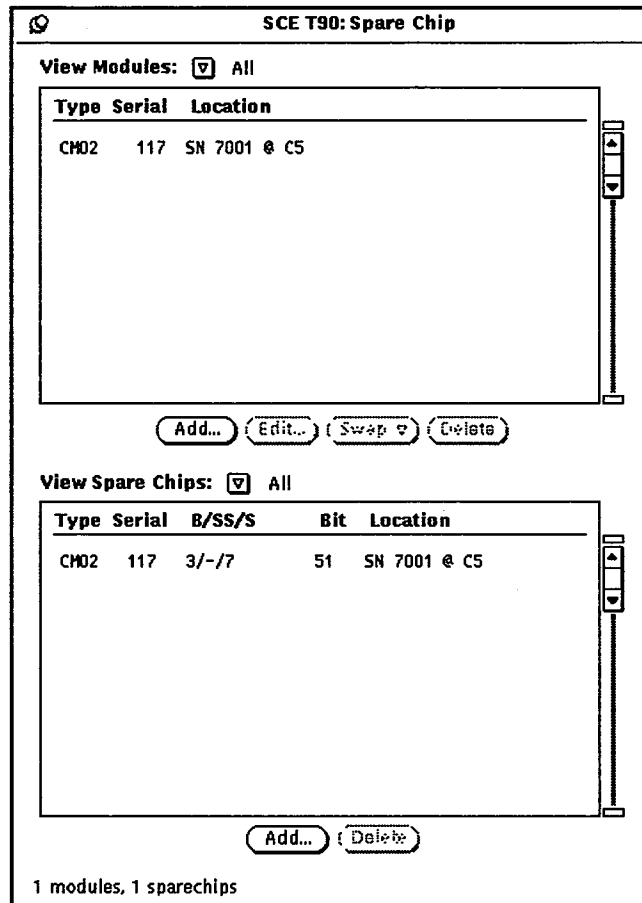 SCE T90: Spare Chip
View Modules: All
Type Serial Location
CM02 117 SN 7001 @ C5
Add... Edit... Swap Delete
View Spare Chips: All
Type Serial B/SS/S Bit Location
CM02 117 3/-/7 51 SN 7001 @ C5
Add... Delete
1 modules, 1 sparechips